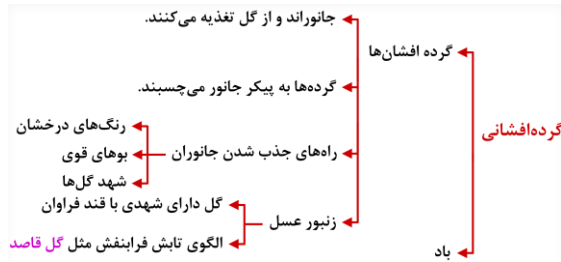 گرده‌افشانی
گرده افشان‌ها
جانوراند و از گل تغذیه می‌کنند.
گرده‌ها به پیکر جانور می‌چسبند.
راه‌های جذب شدن جانوران
رنگ‌های درخشان
بوهای قوی
شهد گل‌ها
زنبور عسل
گل دارای شهدی با قند فراوان
الگوی تابش فرابنفش مثل گل قاصد
باد